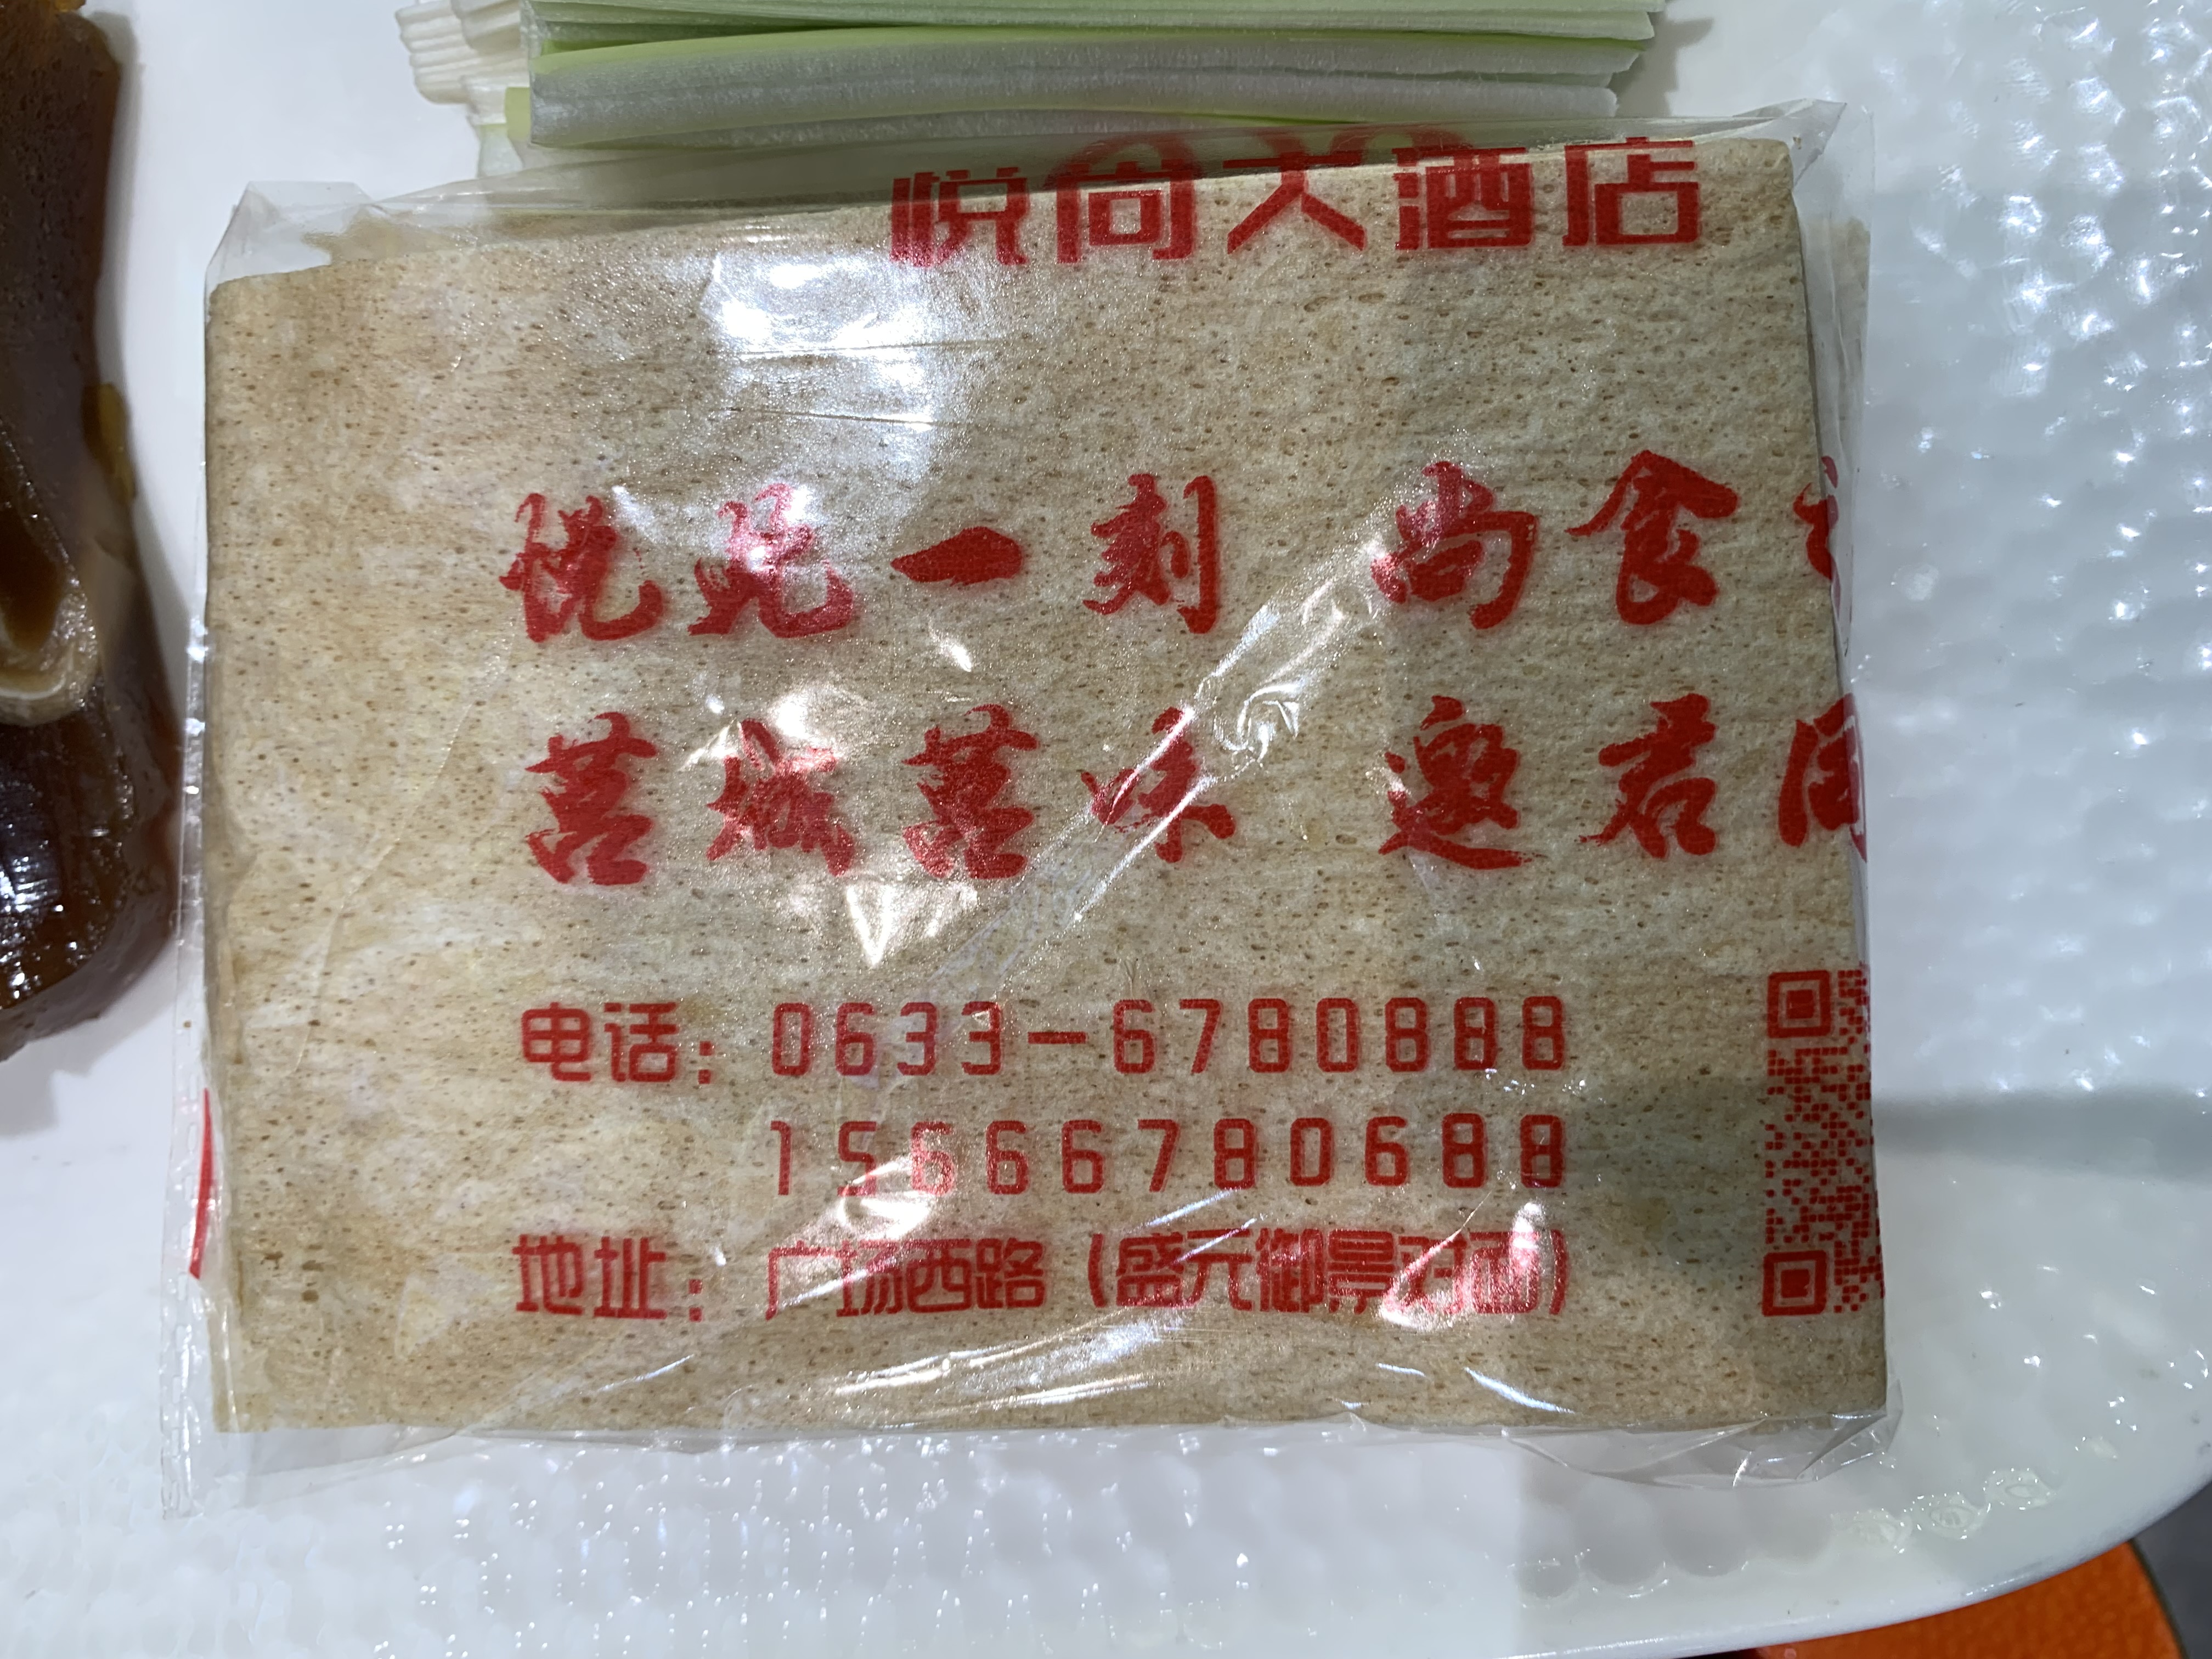 悦尚大酒店
悦见一刻 尚食
莒城莒味 邀君
电话：0633-6780888
15666780688
地址：广场西路（盛元御景对面）